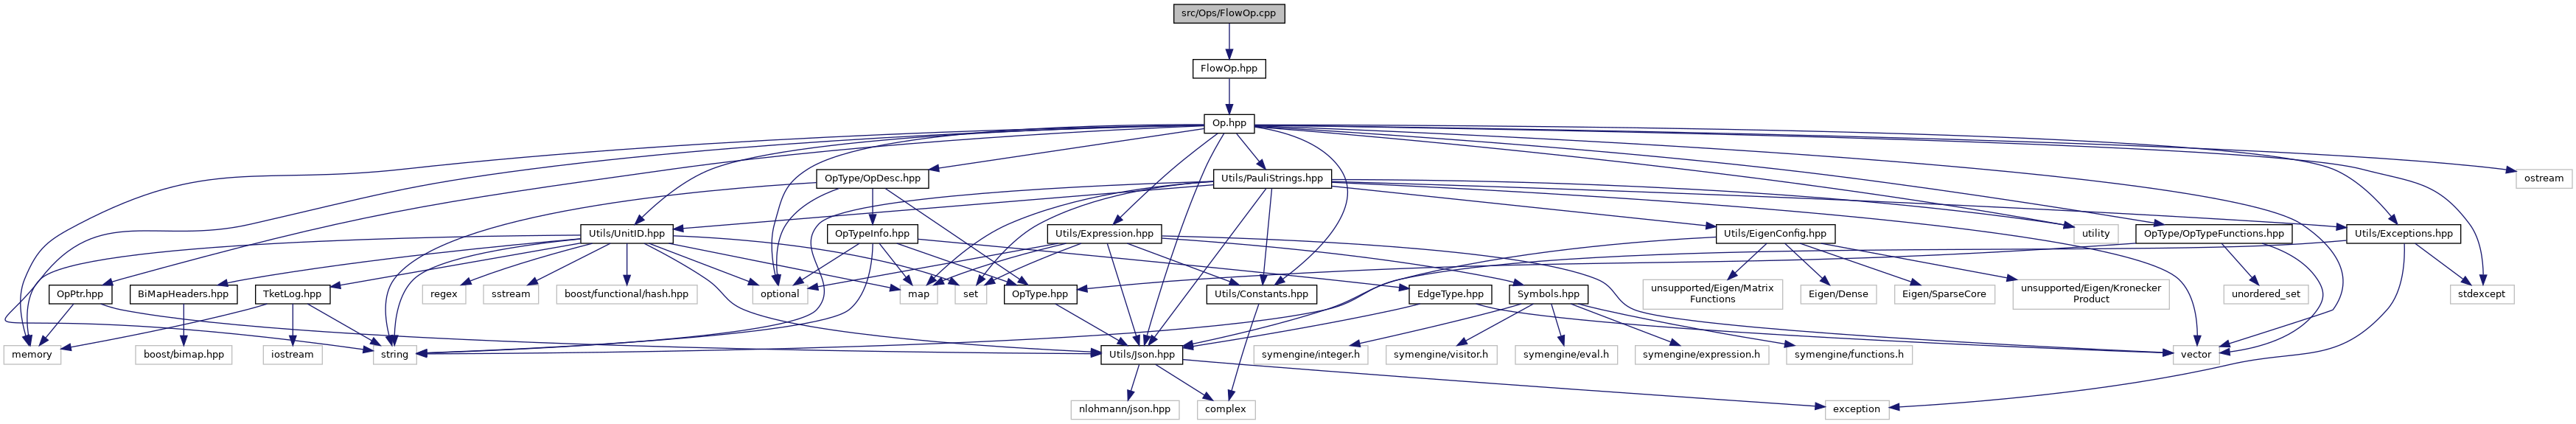 src/Ops/FlowOp.cpp
FlowOp.hpp
Op.hpp
OpType/OpDesc.hpp
Utils/PauliStrings.hpp
ostream
Utils/UnitID.hpp
OpTypeInfo.hpp
Utils/Expression.hpp
Utils/EigenConfig.hpp
utility
OpType/OpTypeFunctions.hpp
Utils/Exceptions.hpp
OpPtr.hpp
BiMapHeaders.hpp
TketLog.hpp
regex
sstream
boost/functional/hash.hpp
optional
map
set
OpType.hpp
Utils/Constants.hpp
EdgeType.hpp
Symbols.hpp
unsupported/Eigen/Matrix
Functions
Eigen/Dense
Eigen/SparseCore
unsupported/Eigen/Kronecker
Product
unordered_set
stdexcept
memory
boost/bimap.hpp
iostream
string
Utils/Json.hpp
symengine/integer.h
symengine/visitor.h
symengine/eval.h
symengine/expression.h
symengine/functions.h
vector
nlohmann/json.hpp
complex
exception